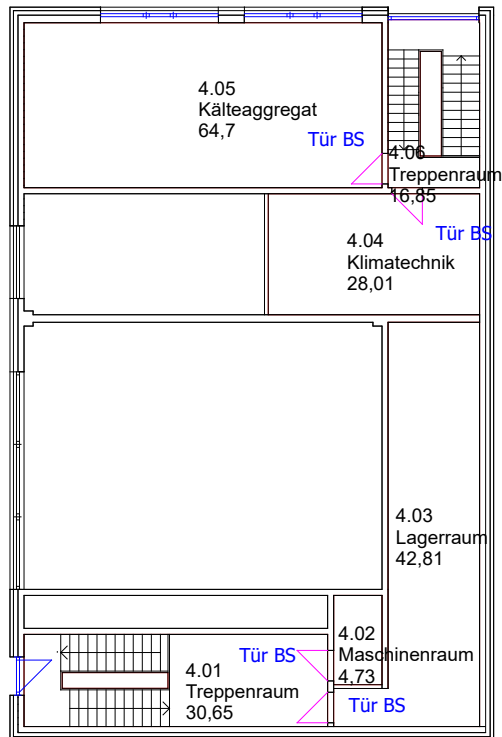 4.05
Kälteaggregat
64,7
Tür BS
4.06
Treppenraum
16,85
Tür BS
4.04
Klimatechnik
28,01
4.03
Lagerraum
42,81
4.02
Maschinenraum
4,73
Tür BS
4.01
Treppenraum
30,65
Tür BS